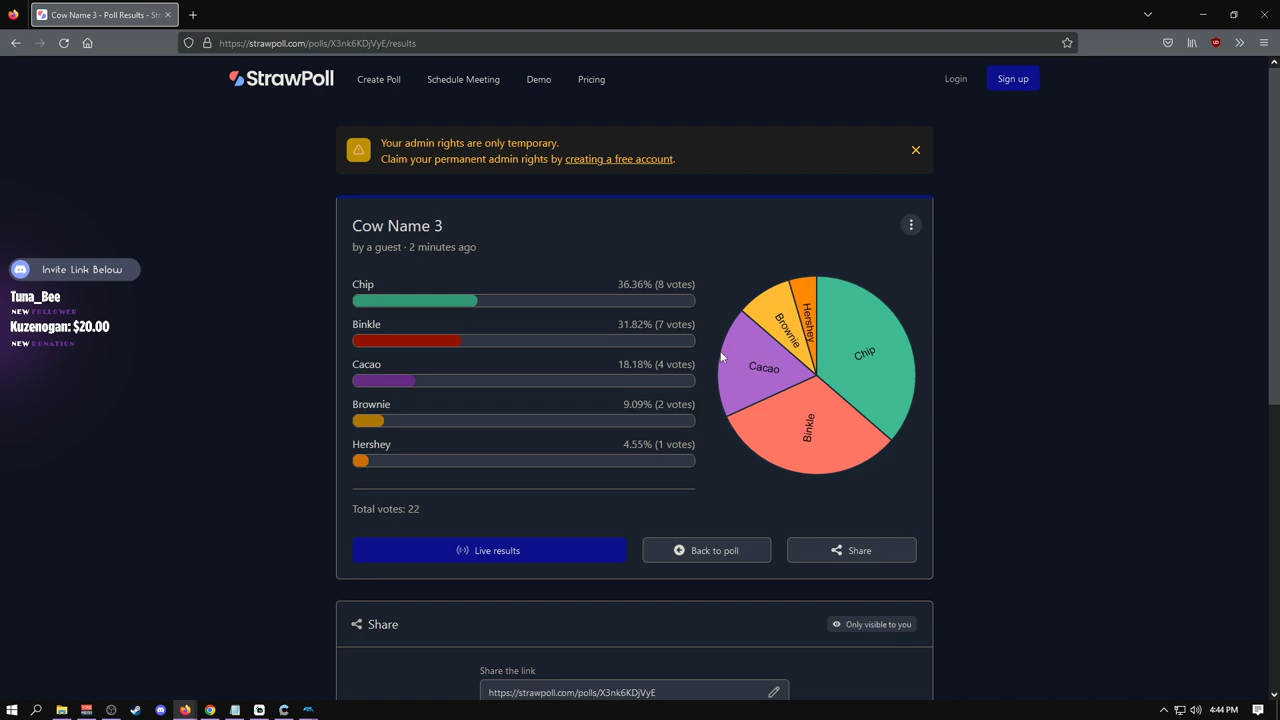 Cow Name 3 - Poll Results - Str
https://strawpoll.com/polls/X3nk6KDjVyE/results
StrawPoll
Create Poll
Schedule Meeting
Demo
Pricing
Login
Sign up
Your admin rights are only temporary.
Claim your permanent admin rights by creating a free account.
Cow Name 3
by a guest · 2 minutes ago
Chip 36.36% (8 votes)
Binkle 31.82% (7 votes)
Cacao 18.18% (4 votes)
Brownie 9.09% (2 votes)
Hershey 4.55% (1 votes)
Total votes: 22
Chip
Binkle
Cacao
Brownie
Hershey
Live results
Back to poll
Share
Share
Only visible to you
Share the link
https://strawpoll.com/polls/X3nk6KDjVyE
Invite Link Below
Tuna_Bee
NEW FOLLOWER
Kuzenogan: $20.00
NEW DONATION
4:44 PM